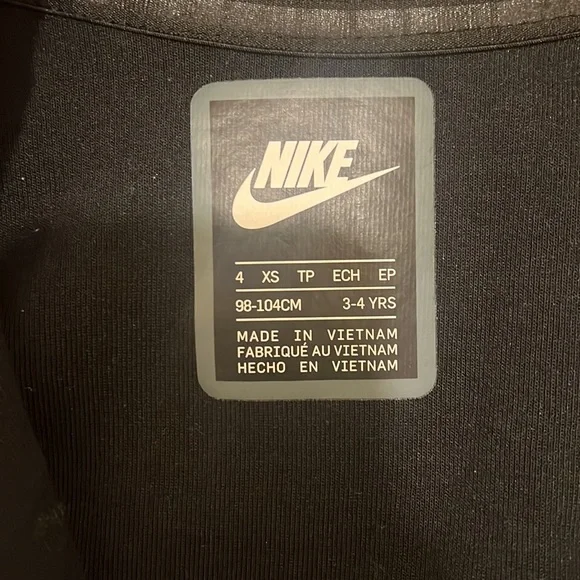 NIKE
4 XS TP ECH EP
98-104CM 3-4 YRS
MADE IN VIETNAM
FABRIQUÉ AU VIETNAM
HECHO EN VIETNAM